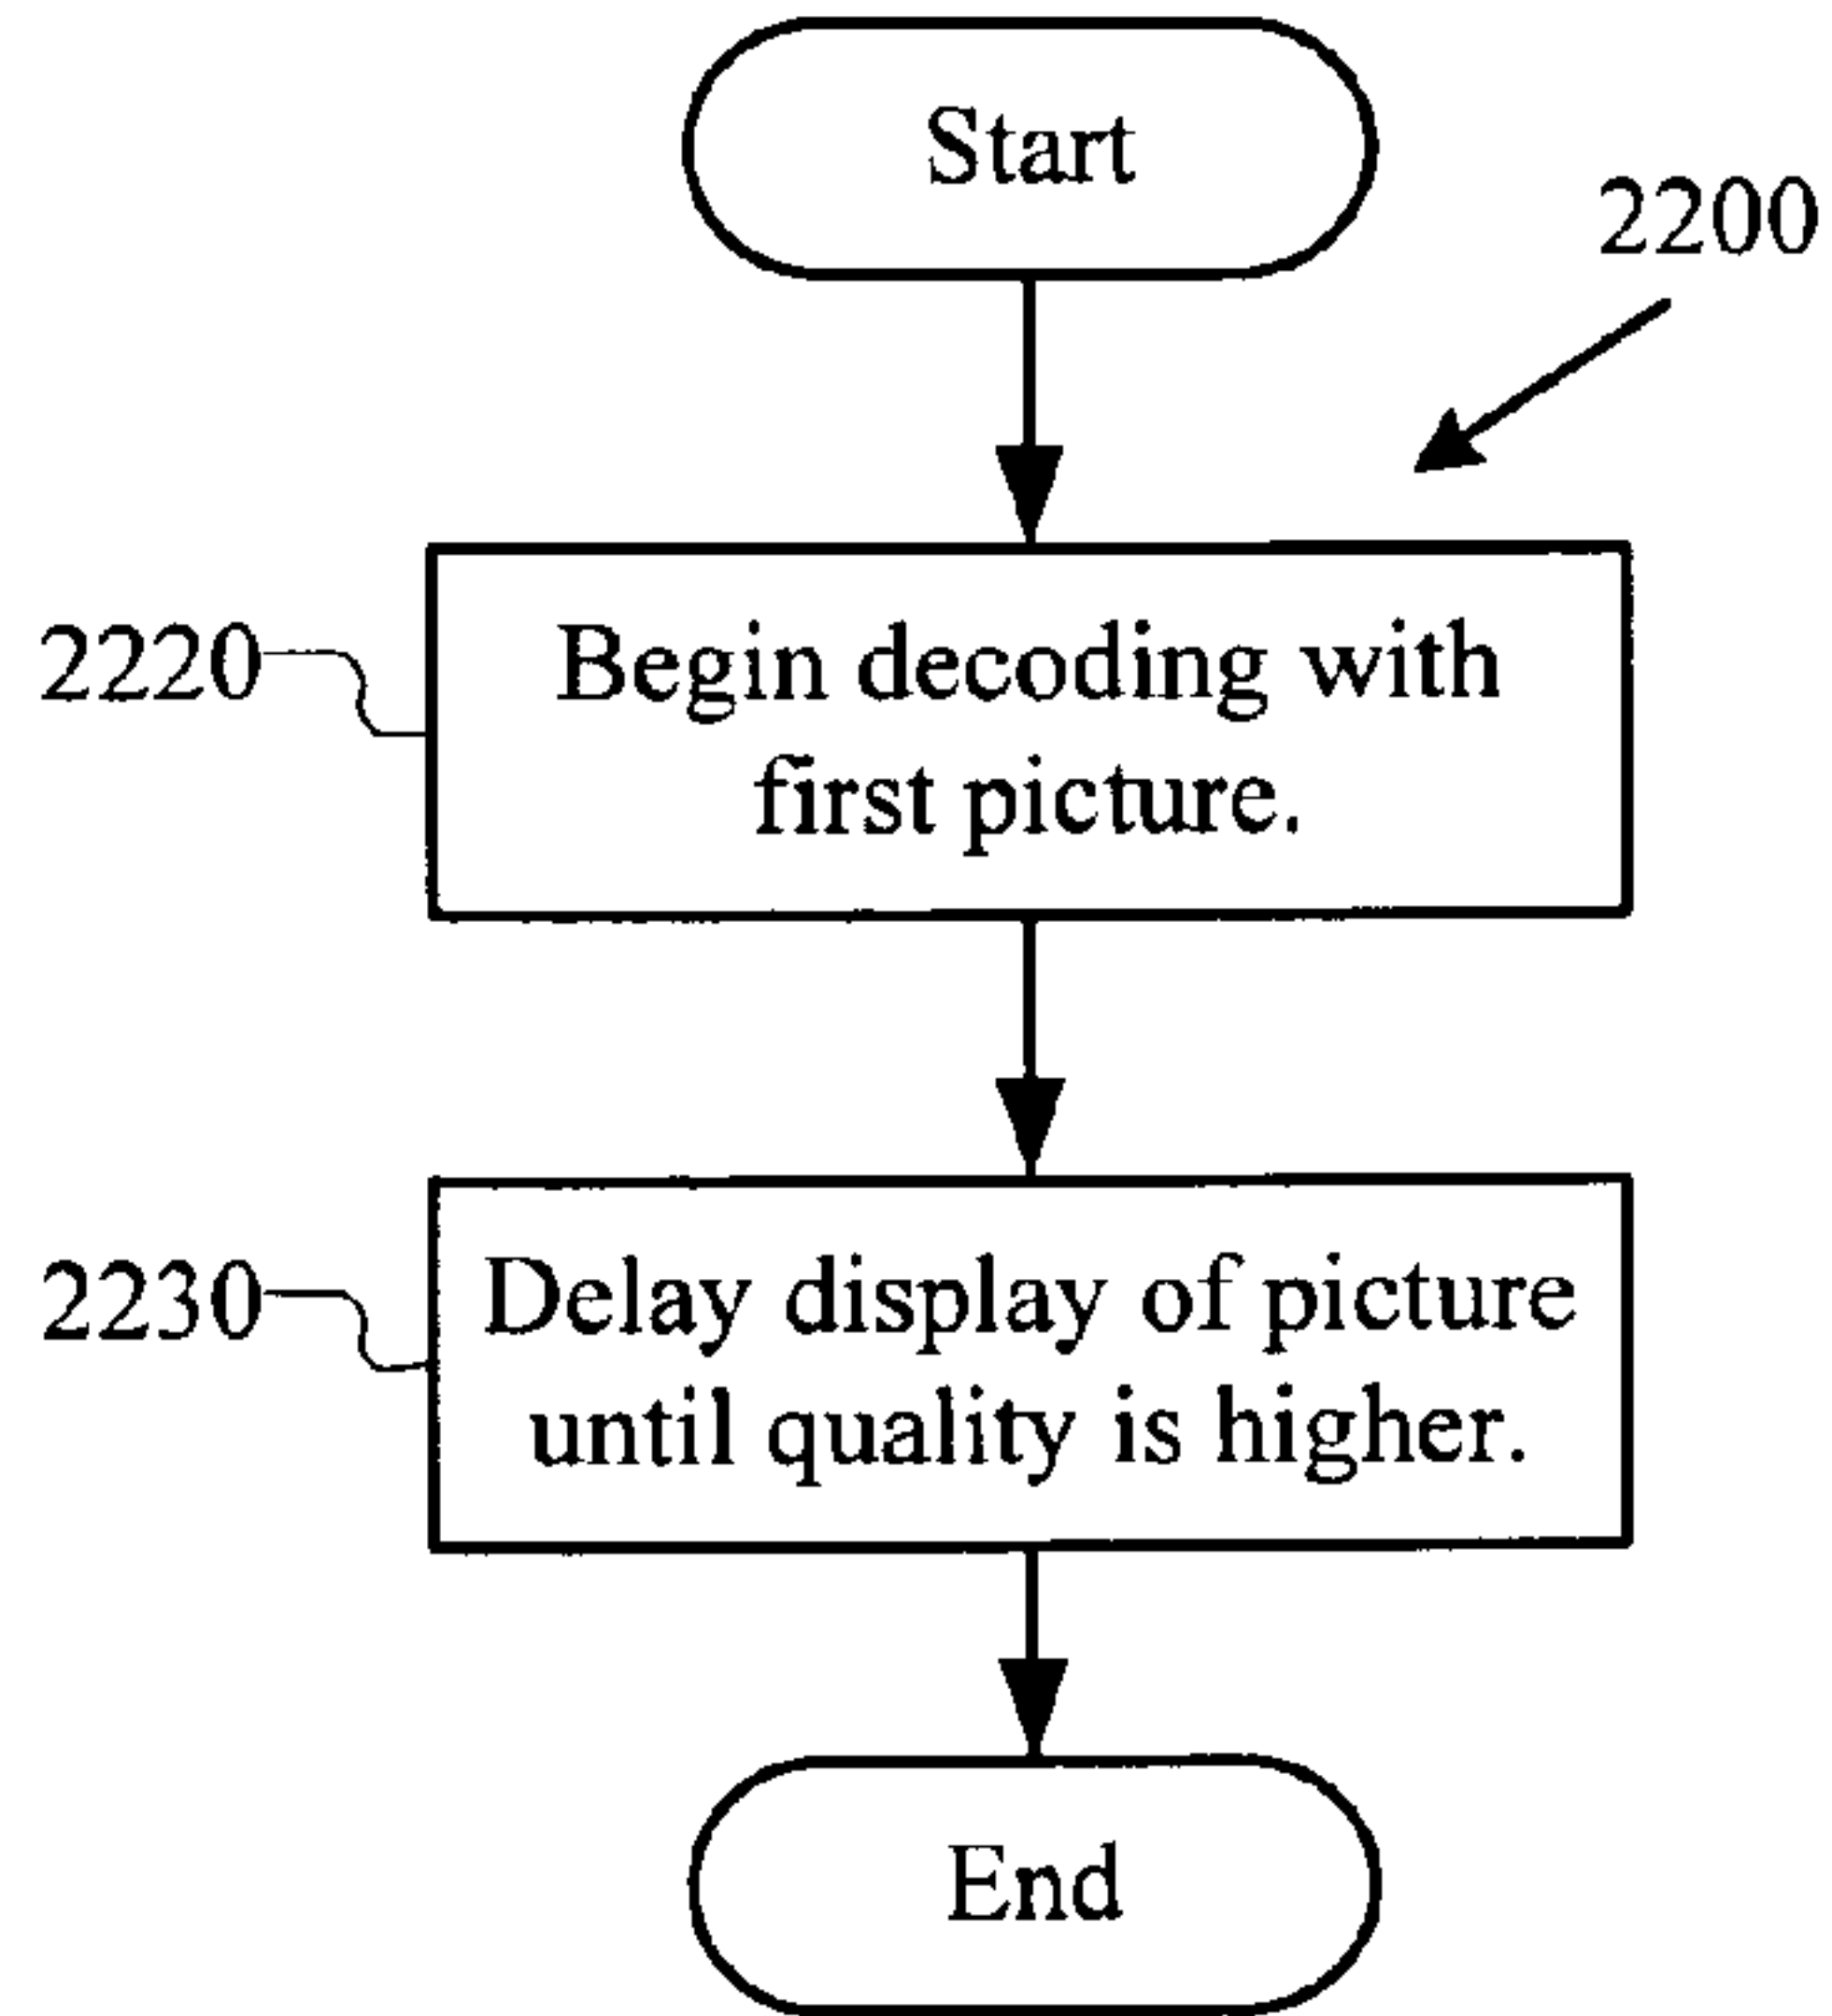 Start
2200
2220
Begin decoding with
first picture.
2230
Delay display of picture
until quality is higher.
End